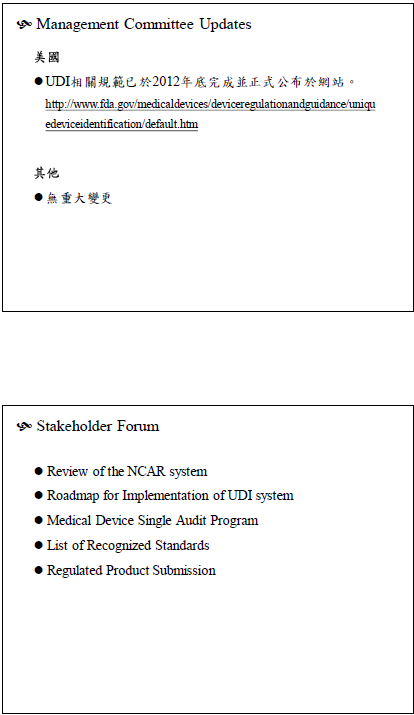 Management Committee Updates
美國
●UDI相關規範已於2012年底完成並正式公布於網站。
http://www.fda.gov/medicaldevices/deviceregulationandguidance/uniqu
edeviceidentification/default.htm
其他
●無重大變更
Stakeholder Forum
● Review of the NCAR system
● Roadmap for Implementation of UDI system
● Medical Device Single Audit Program
● List of Recognized Standards
● Regulated Product Submission